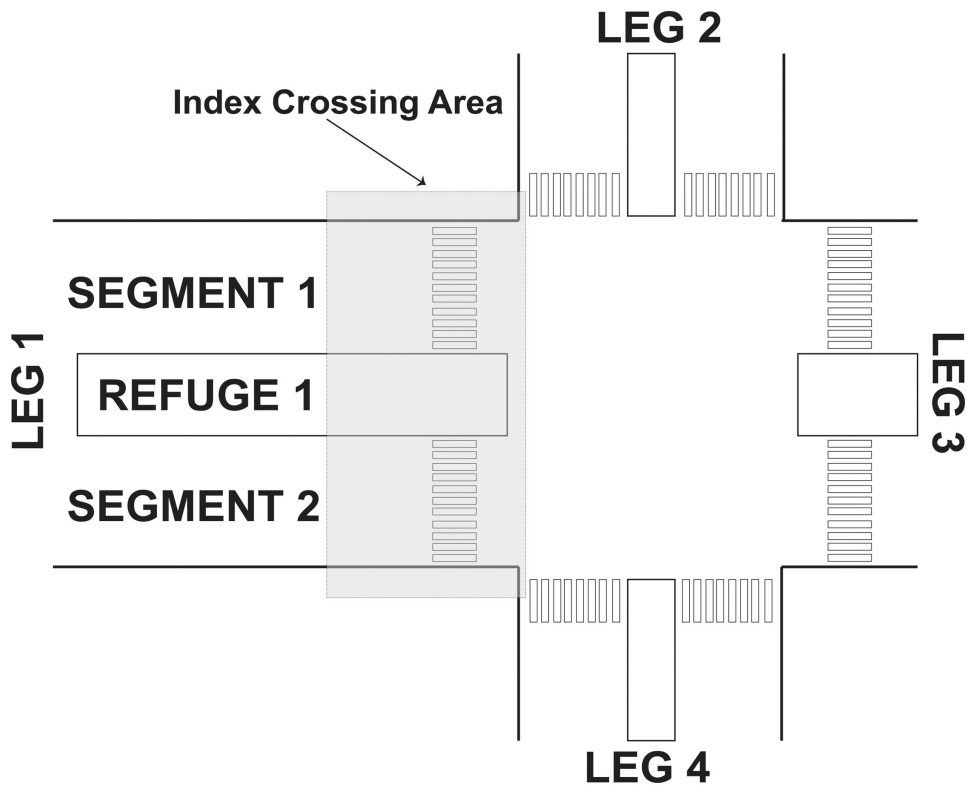 LEG 2
Index Crossing Area
SEGMENT 1
LEG 1
REFUGE 1
LEG 3
SEGMENT 2
LEG 4